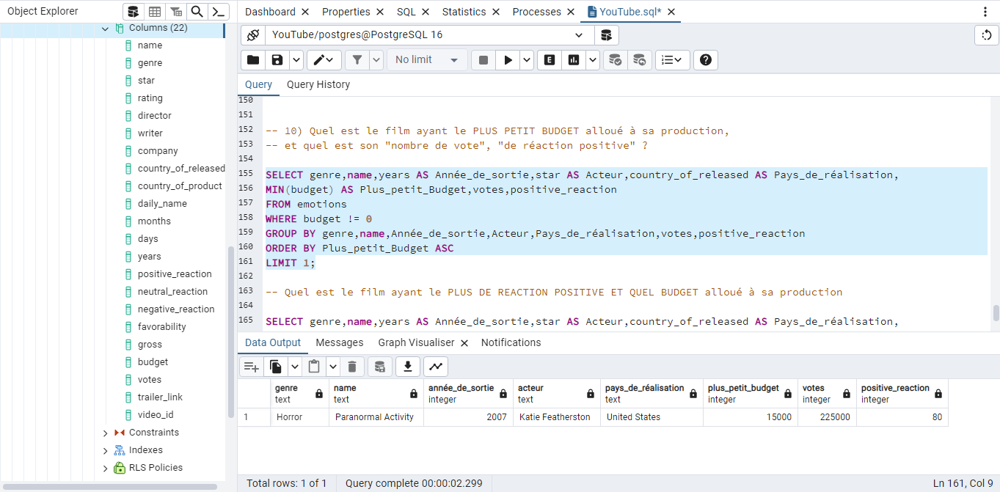 Object Explorer
Dashboard Properties SQL Statistics Processes YouTube.sql*
YouTube/postgres@PostgreSQL 16
No limit
E
Query Query History
Columns (22)
name
genre
star
rating
director
writer
company
country_of_released
country_of_product
daily_name
months
days
years
positive_reaction
neutral_reaction
negative_reaction
favorability
gross
budget
votes
trailer_link
video_id
Constraints
Indexes
RLS Policies
150
151
152 -- 10) Quel est le film ayant le PLUS PETIT BUDGET alloué à sa production,
153 -- et quel est son "nombre de vote", "de réaction positive" ?
154
155 SELECT genre,name,years AS Année_de_sortie,star AS Acteur,country_of_released AS Pays_de_réalisation,
156 MIN(budget) AS Plus_petit_Budget,votes,positive_reaction
157 FROM emotions
158 WHERE budget != 0
159 GROUP BY genre,name,Année_de_sortie,Acteur,Pays_de_réalisation,votes,positive_reaction
160 ORDER BY Plus_petit_Budget ASC
161 LIMIT 1;
162
163 -- Quel est le film ayant le PLUS DE REACTION POSITIVE ET QUEL BUDGET alloué à sa production
164
165 SELECT genre,name,years AS Année_de_sortie,star AS Acteur,country_of_released AS Pays_de_réalisation,
Data Output Messages Graph Visualiser Notifications
genre name année_de_sortie acteur pays_de_réalisation plus_petit_budget votes positive_reaction
text text integer text text integer integer integer
1 Horror Paranormal Activity 2007 Katie Featherston United States 15000 225000 80
Total rows: 1 of 1 Query complete 00:00:02.299 Ln 161, Col 9